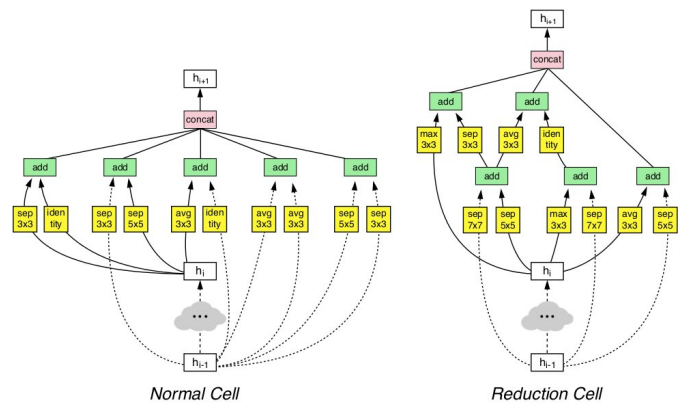 h i+1
concat
add add add add add
sep 3x3 iden tity sep 3x3 sep 5x5 avg 3x3 iden tity avg 3x3 avg 3x3 sep 5x5 sep 3x3
h i
...
h i-1
Normal Cell
h i+1
concat
add add
max 3x3 sep 3x3 avg 3x3 iden tity
add add add
sep 7x7 sep 5x5 max 3x3 sep 7x7 avg 3x3 sep 5x5
h i
...
h i-1
Reduction Cell